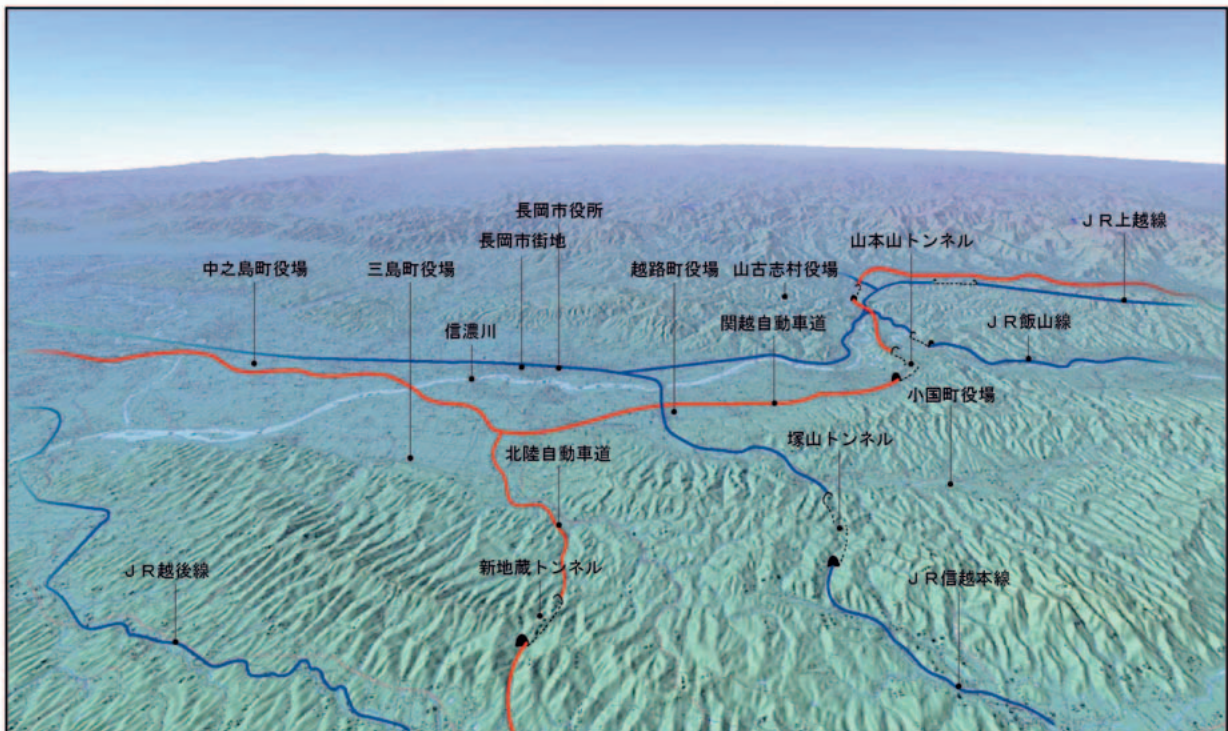 長岡市役所
長岡市街地
中之島町役場
三島町役場
信濃川
越路町役場
山古志村役場
山本山トンネル
JR上越線
関越自動車道
JR飯山線
小国町役場
塚山トンネル
北陸自動車道
新地蔵トンネル
JR越後線
JR信越本線